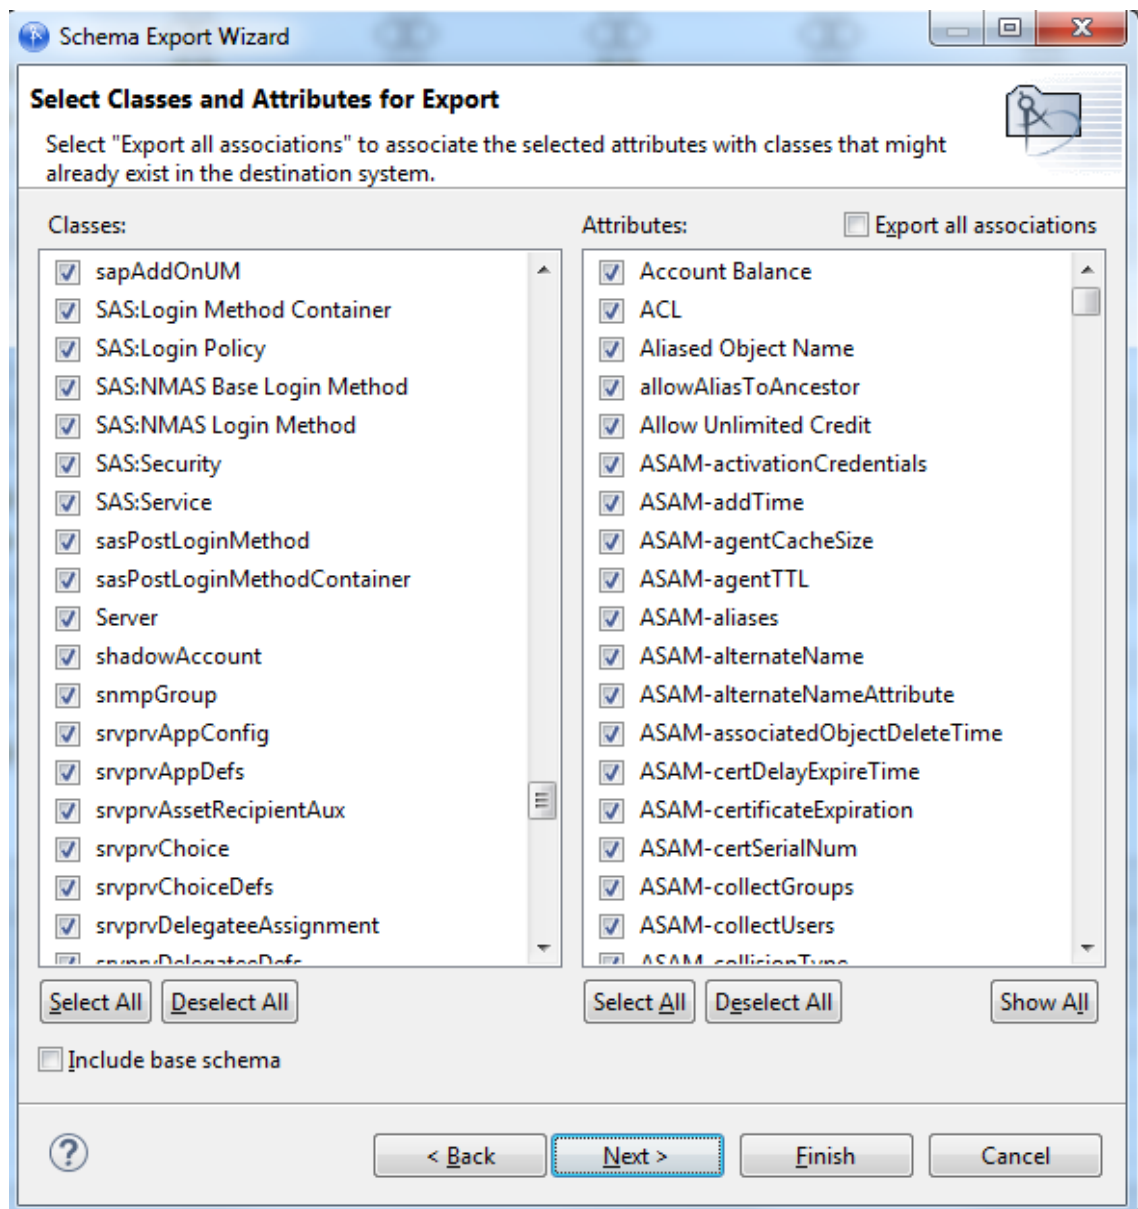 Schema Export Wizard
Select Classes and Attributes for Export
Select "Export all associations" to associate the selected attributes with classes that might
already exist in the destination system.
Classes:
Attributes:
Export all associations
sapAddOnUM
SAS:Login Method Container
SAS:Login Policy
SAS:NMAS Base Login Method
SAS:NMAS Login Method
SAS:Security
SAS:Service
sasPostLoginMethod
sasPostLoginMethodContainer
Server
shadowAccount
snmpGroup
srvprvAppConfig
srvprvAppDefs
srvprvAssetRecipientAux
srvprvChoice
srvprvChoiceDefs
srvprvDelegateeAssignment
srvprvDelegateeDefs
Account Balance
ACL
Aliased Object Name
allowAliasToAncestor
Allow Unlimited Credit
ASAM-activationCredentials
ASAM-addTime
ASAM-agentCacheSize
ASAM-agentTTL
ASAM-aliases
ASAM-alternateName
ASAM-alternateNameAttribute
ASAM-associatedObjectDeleteTime
ASAM-certDelayExpireTime
ASAM-certificateExpiration
ASAM-certSerialNum
ASAM-collectGroups
ASAM-collectUsers
ASAM-collisionType
Select All
Deselect All
Select All
Deselect All
Show All
Include base schema
?
< Back
Next >
Finish
Cancel